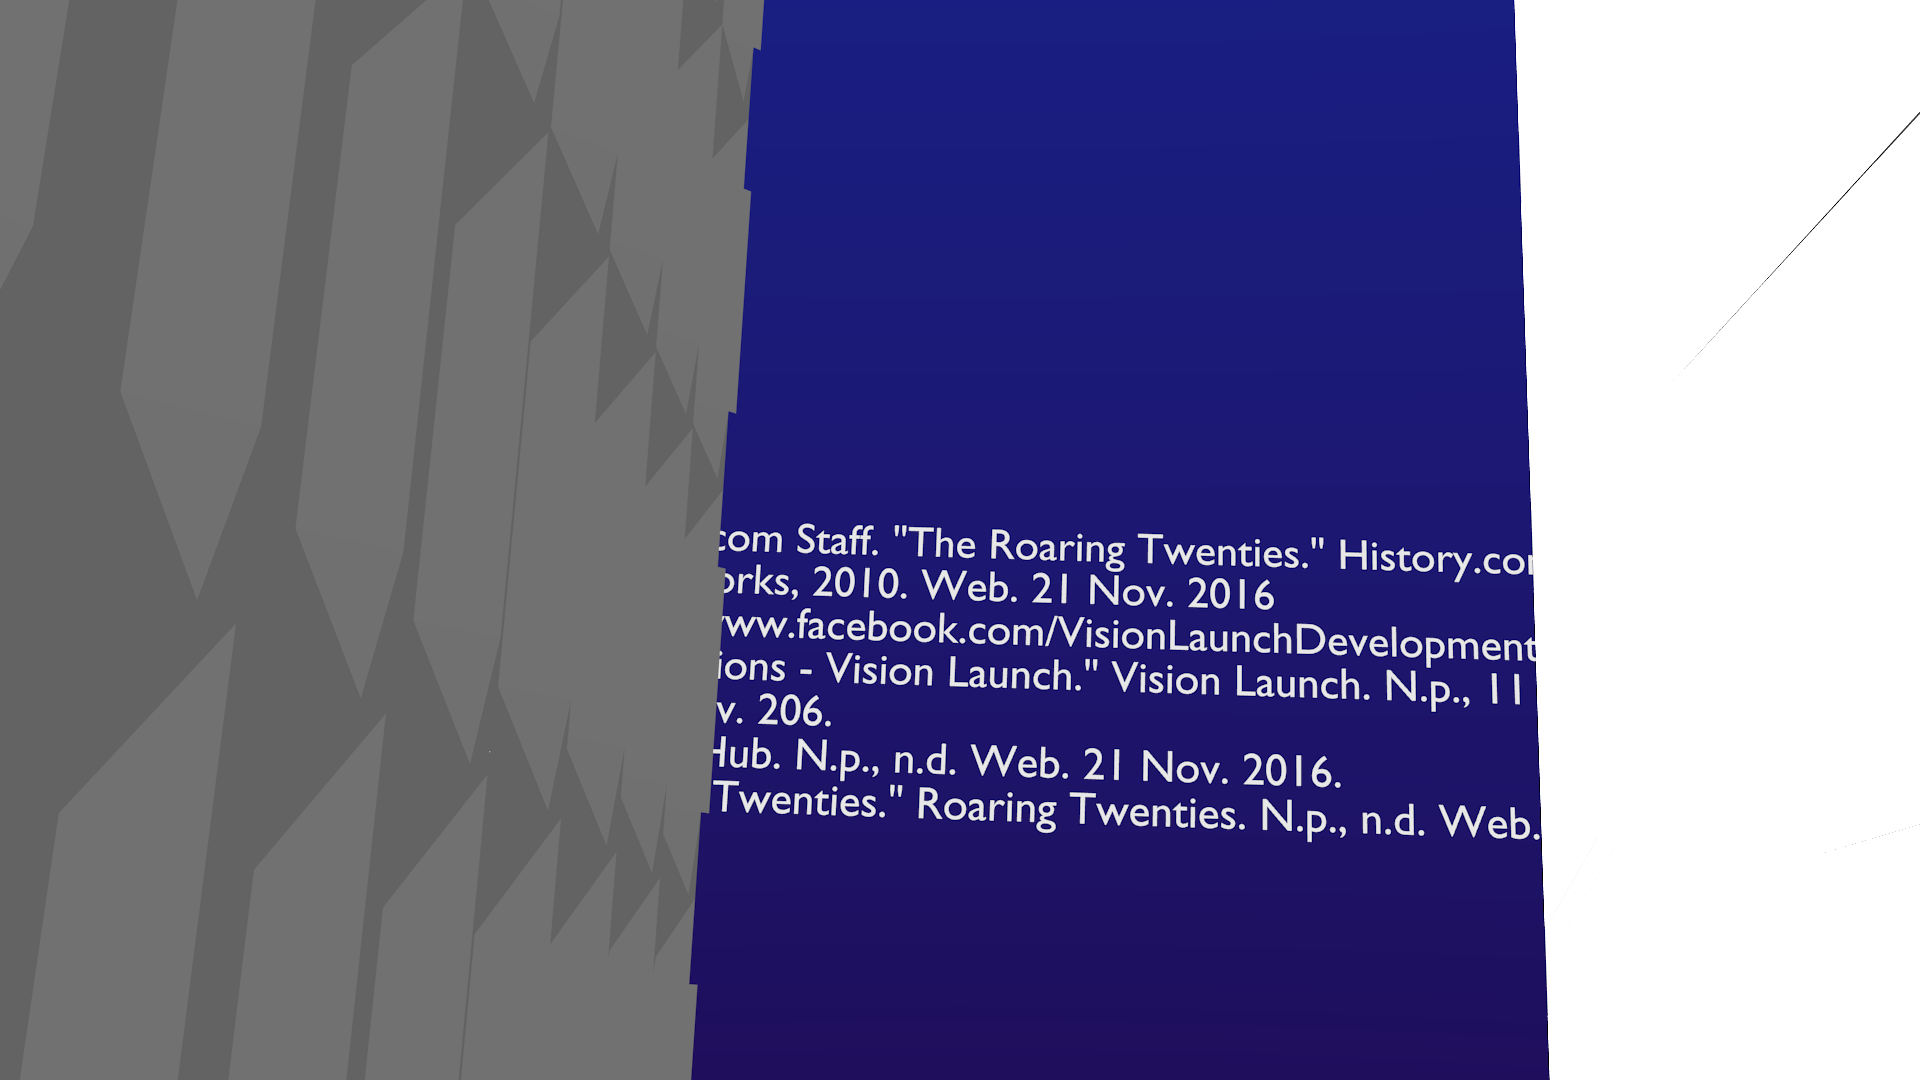 com Staff. "The Roaring Twenties." History.com
orks, 2010. Web. 21 Nov. 2016
www.facebook.com/VisionLaunchDevelopment
ions - Vision Launch." Vision Launch. N.p., 11
v. 206.
Hub. N.p., n.d. Web. 21 Nov. 2016.
Twenties." Roaring Twenties. N.p., n.d. Web.